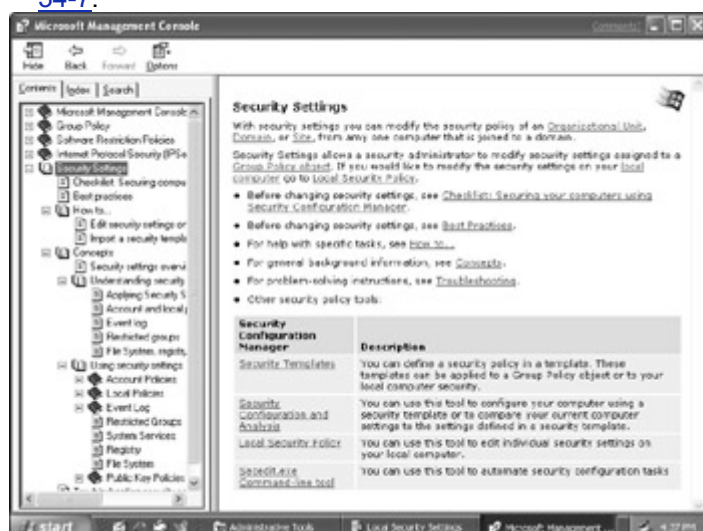 34-7.
Microsoft Management Console
Comments!
Hide Back Forward Options
Contents Index Search
Microsoft Management Console
Group Policy
Software Restriction Policies
Internet Protocol Security (IPSe
Security Settings
Checklist: Securing compu
Best practices
How to...
Edit security settings or
Import a security templa
Concepts
Security settings overvi
Understanding security
Applying Security S
Account and local p
Event log
Restricted groups
File System, registry,
Using security settings
Account Policies
Local Policies
Event Log
Restricted Groups
System Services
Registry
File System
Public Key Policies
Security Settings
With security settings you can modify the security policy of an Organizational Unit,
Domain, or Site, from any one computer that is joined to a domain.
Security Settings allows a security administrator to modify security settings assigned to a
Group Policy object. If you would like to modify the security settings on your local
computer go to Local Security Policy.
• Before changing security settings, see Checklist: Securing your computers using
Security Configuration Manager.
• Before changing security settings, see Best Practices.
• For help with specific tasks, see How to...
• For general background information, see Concepts.
• For problem-solving instructions, see Troubleshooting.
• Other security policy tools:
Security
Configuration
Manager Description
Security Templates You can define a security policy in a template. These
templates can be applied to a Group Policy object or to your
local computer security.
Security
Configuration and
Analysis
You can use this tool to configure your computer using a
security template or to compare your current computer
settings to the settings defined in a security template.
Local Security Policy You can use this tool to edit individual security settings on
your local computer.
Secedit.exe
Command-line tool
You can use this tool to automate security configuration tasks
start Administrative Tools Local Security Settings Microsoft Management ... 4:37 PM